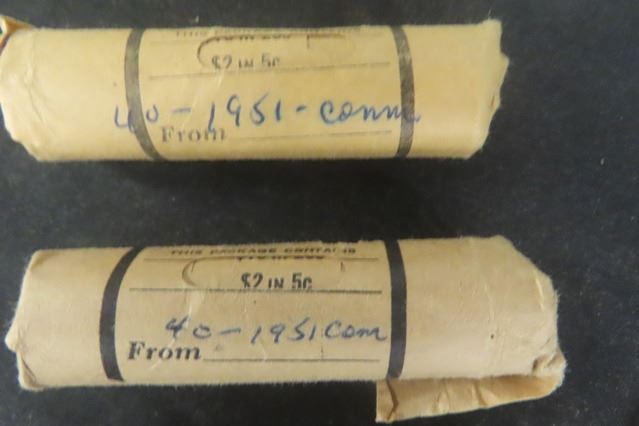 $2 IN 5c
40-1951-comm
From
THIS PACKAGE CONTAINS
$2 IN 5c
40-1951 com
From